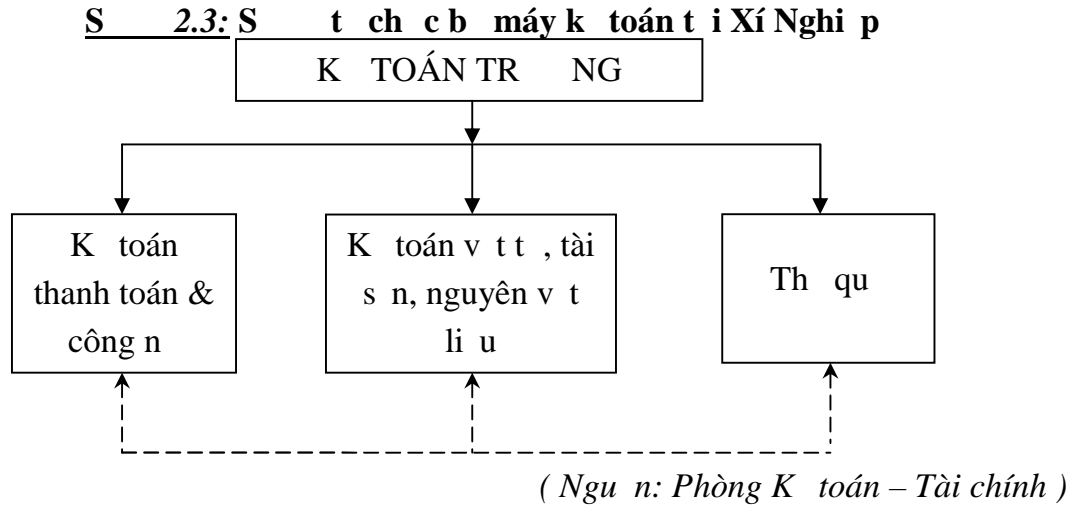 S 2.3: S t ch c b máy k toán t i Xí Nghi p
K TOÁN TR NG
K toán
thanh toán &
công n
K toán v t t , tài
s n, nguyên v t
li u
Th qu
( Ngu n: Phòng K toán – Tài chính )